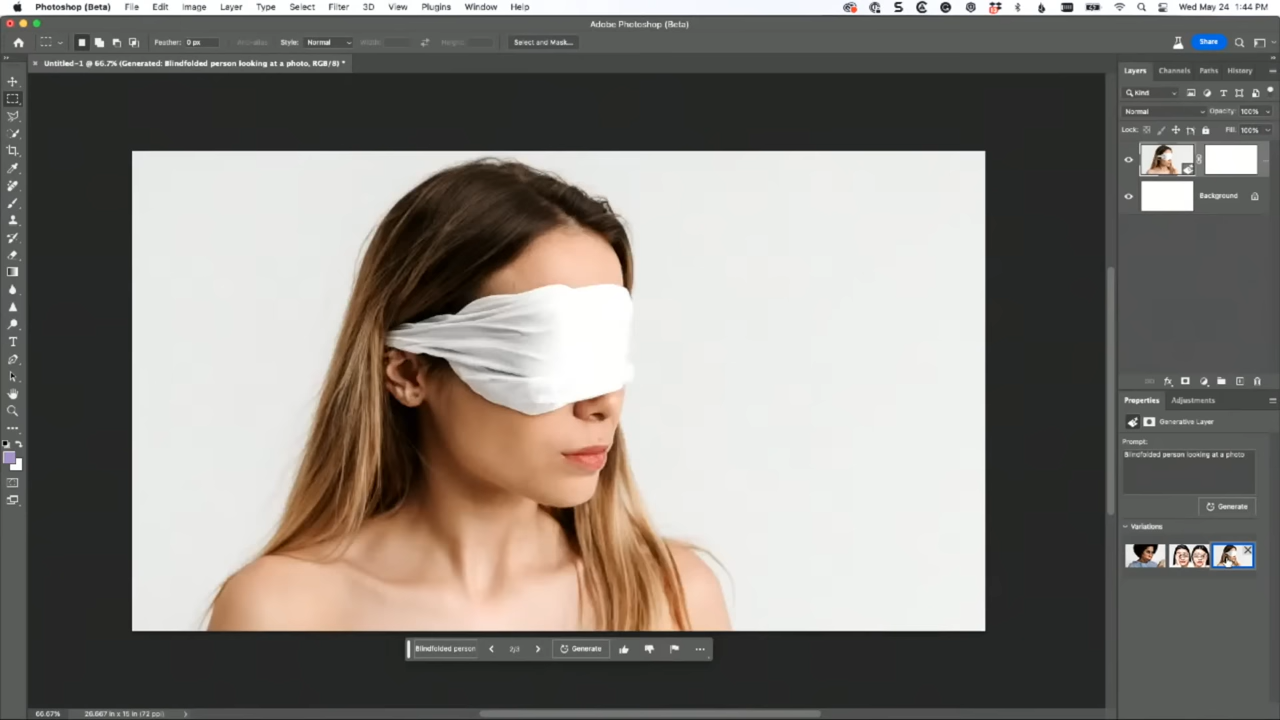 Photoshop (Beta) File Edit Image Layer Type Select Filter 3D View Plugins Window Help Wed May 24 1:44 PM
Adobe Photoshop (Beta)
Feather: 0 px Anti-alias Style: Normal Width: Height: Select and Mask... Share
× Untitled-1 @ 66.7% (Generated: Blindfolded person looking at a photo, RGB/8) *
Layers Channels Paths History
Kind
Normal Opacity: 100%
Lock: Fill: 100%
Background
fx
Properties Adjustments
Generative Layer
Prompt:
Blindfolded person looking at a photo
Generate
Variations
Blindfolded person Generate
66.67% 26.667 in x 15 in (72 ppi)